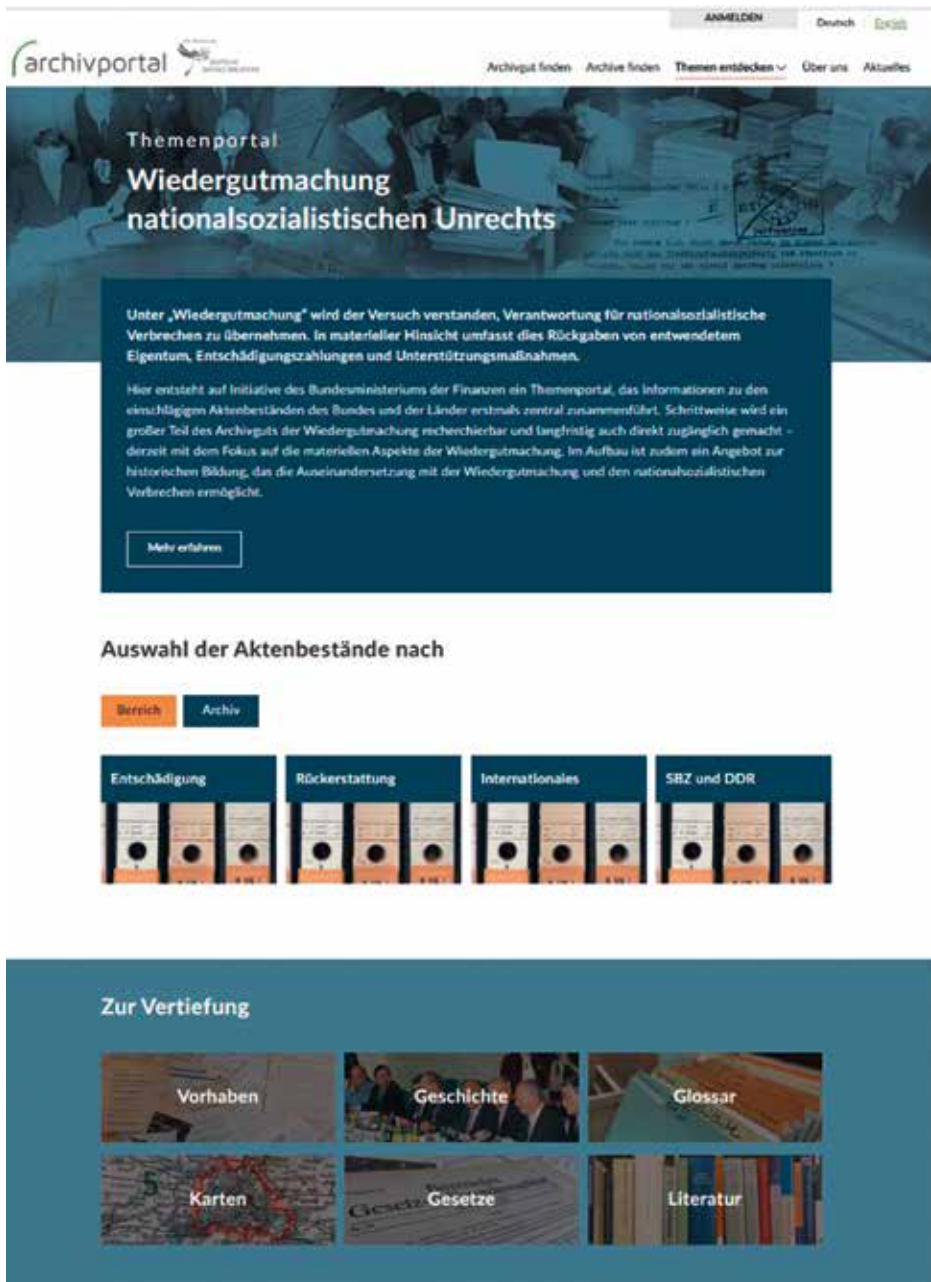 ANMELDEN
Deutsch English
archivportal
Archivgut finden Archive finden Themen entdecken Über uns Aktuelles
Themenportal
Wiedergutmachung
nationalsozialistischen Unrechts
Unter „Wiedergutmachung“ wird der Versuch verstanden, Verantwortung für nationalsozialistische
Verbrechen zu übernehmen. In materieller Hinsicht umfasst dies Rückgaben von entwendetem
Eigentum, Entschädigungszahlungen und Unterstützungsmaßnahmen.
Hier entsteht auf Initiative des Bundesministeriums der Finanzen ein Themenportal, das Informationen zu den
einschlägigen Aktenbeständen des Bundes und der Länder erstmals zentral zusammenführt. Schrittweise wird ein
großer Teil des Archivguts der Wiedergutmachung recherchierbar und langfristig auch direkt zugänglich gemacht –
derzeit mit dem Fokus auf die materiellen Aspekte der Wiedergutmachung. Im Aufbau ist zudem ein Angebot zur
historischen Bildung, das die Auseinandersetzung mit der Wiedergutmachung und den nationalsozialistischen
Verbrechen ermöglicht.
Mehr erfahren
Auswahl der Aktenbestände nach
Bereich Archiv
Entschädigung Rückerstattung Internationales SBZ und DDR
Zur Vertiefung
Vorhaben Geschichte Glossar
Karten Gesetze Literatur